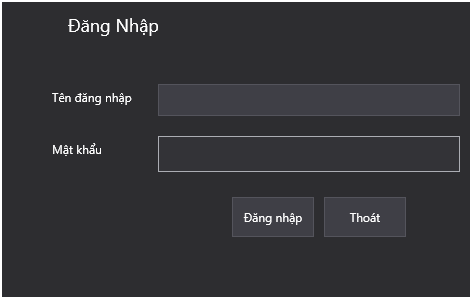 Đăng Nhập
Tên đăng nhập
Mật khẩu
Đăng nhập
Thoát